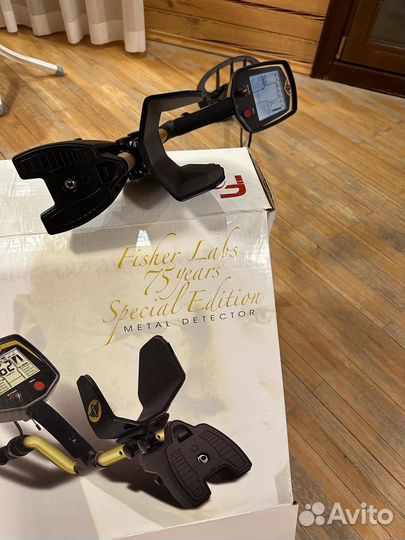 Fisher Labs
75 years
Special Edition
METAL DETECTOR
Avito